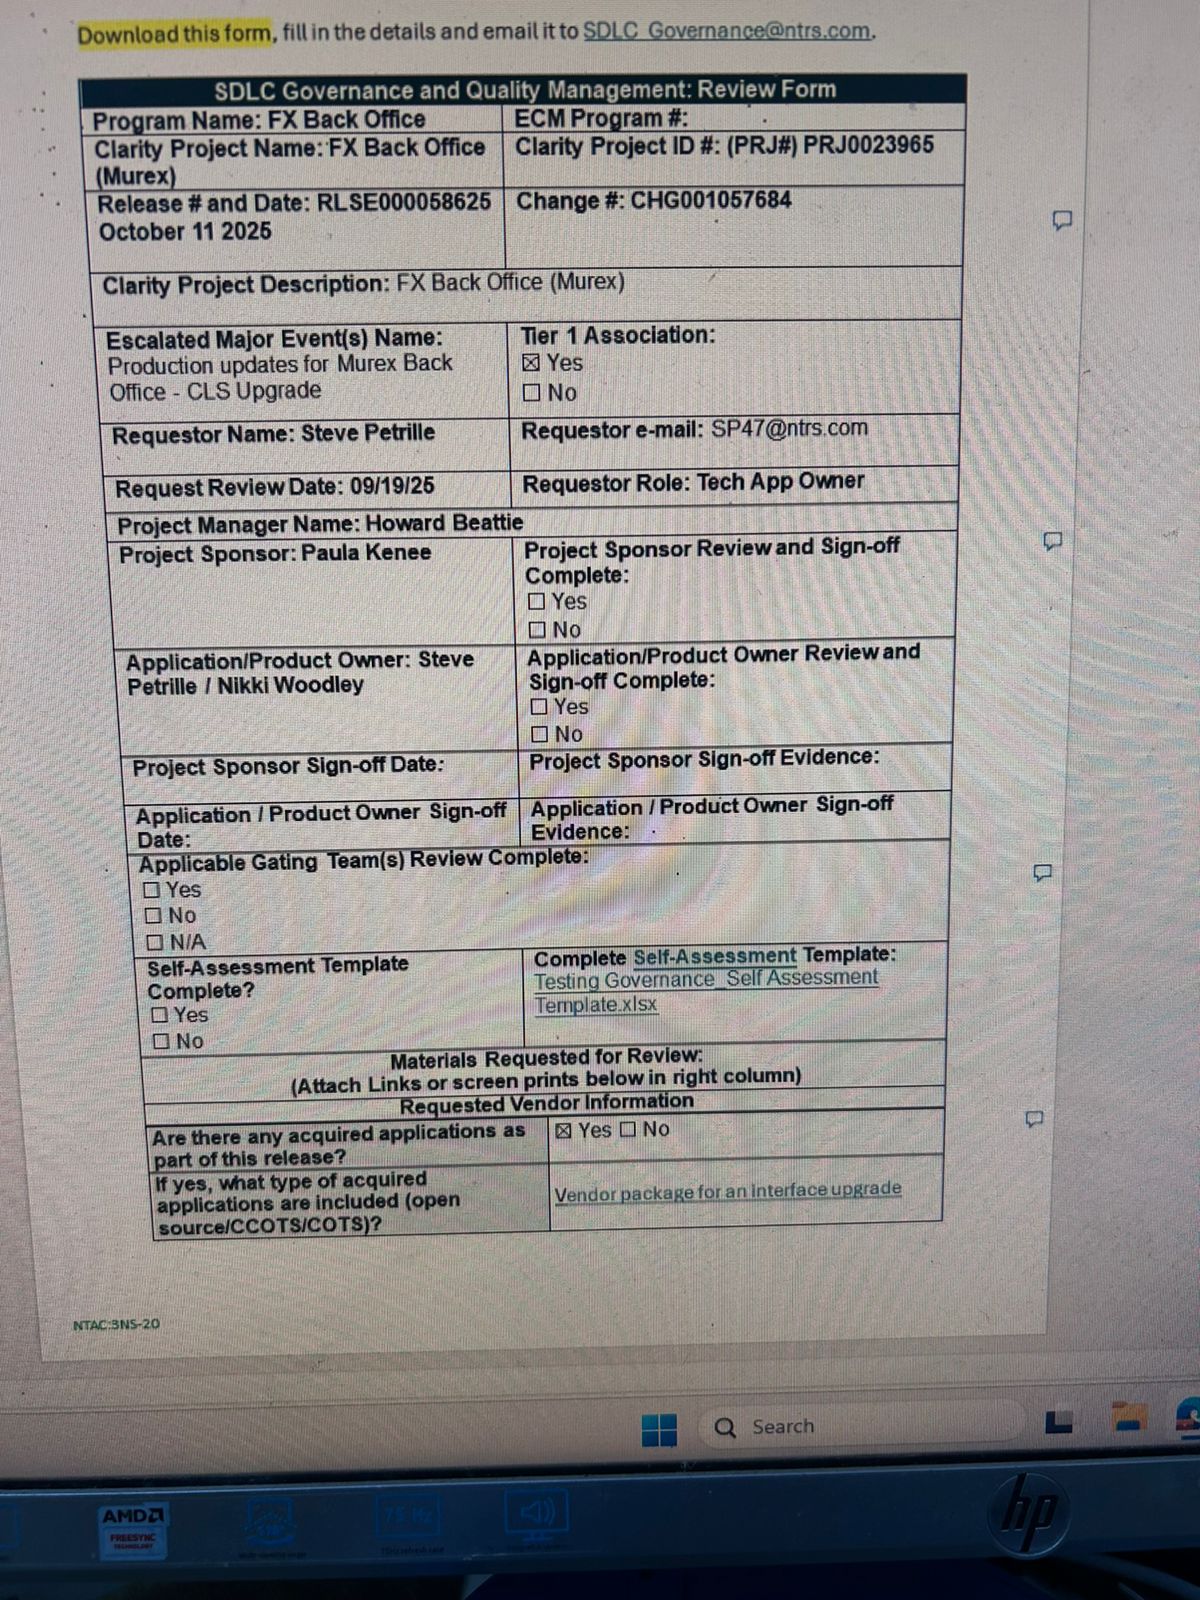 Download this form, fill in the details and email it to SDLC_Governance@ntrs.com.
SDLC Governance and Quality Management: Review Form
Program Name: FX Back Office
ECM Program #:
Clarity Project Name: FX Back Office
(Murex)
Clarity Project ID #: (PRJ#) PRJ0023965
Release # and Date: RLSE000058625
October 11 2025
Change #: CHG001057684
Clarity Project Description: FX Back Office (Murex)
Escalated Major Event(s) Name:
Production updates for Murex Back
Office - CLS Upgrade
Tier 1 Association:
☒ Yes
☐ No
Requestor Name: Steve Petrille
Requestor e-mail: SP47@ntrs.com
Request Review Date: 09/19/25
Requestor Role: Tech App Owner
Project Manager Name: Howard Beattie
Project Sponsor: Paula Kenee
Project Sponsor Review and Sign-off
Complete:
☐ Yes
☐ No
Application/Product Owner: Steve
Petrille / Nikki Woodley
Application/Product Owner Review and
Sign-off Complete:
☐ Yes
☐ No
Project Sponsor Sign-off Date:
Project Sponsor Sign-off Evidence:
Application / Product Owner Sign-off
Date:
Application / Product Owner Sign-off
Evidence:
Applicable Gating Team(s) Review Complete:
☐ Yes
☐ No
☐ N/A
Self-Assessment Template
Complete?
☐ Yes
☐ No
Complete Self-Assessment Template:
Testing Governance_Self Assessment
Template.xlsx
Materials Requested for Review:
(Attach Links or screen prints below in right column)
Requested Vendor Information
Are there any acquired applications as
part of this release?
☒ Yes ☐ No
If yes, what type of acquired
applications are included (open
source/CCOTS/COTS)?
Vendor package for an Interface upgrade
NTAC:3NS-20
Search
AMD
FREESYNC
TECHNOLOGY
75 Hz
hp